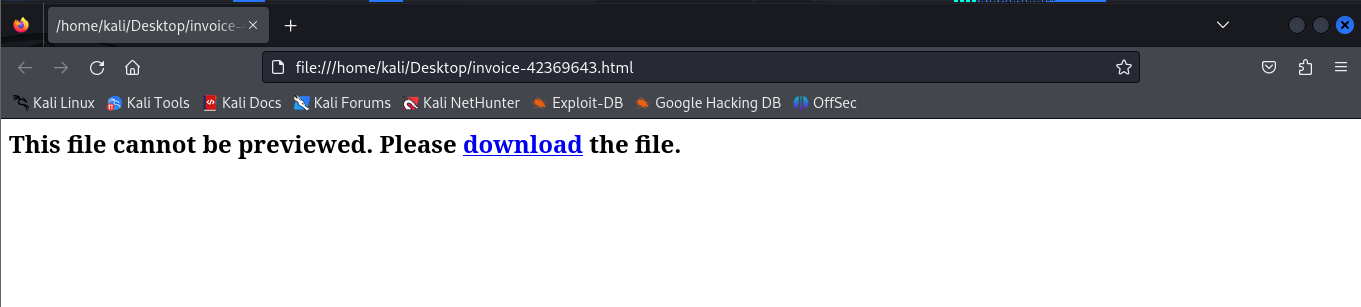 /home/kali/Desktop/invoice-
file:///home/kali/Desktop/invoice-42369643.html
Kali Linux Kali Tools Kali Docs Kali Forums Kali NetHunter Exploit-DB Google Hacking DB OffSec
This file cannot be previewed. Please download the file.